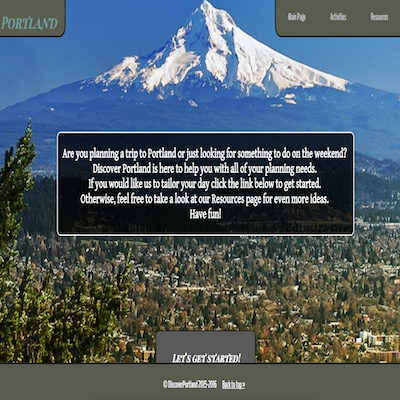 Portland
Main Page Activities Resources
Are you planning a trip to Portland or just looking for something to do on the weekend?
Discover Portland is here to help you with all of your planning needs.
If you would like us to tailor your day click the link below to get started.
Otherwise, feel free to take a look at our Resources page for even more ideas.
Have fun!
Let's get started!
© DiscoverPortland 2015-2016 Back to top ^